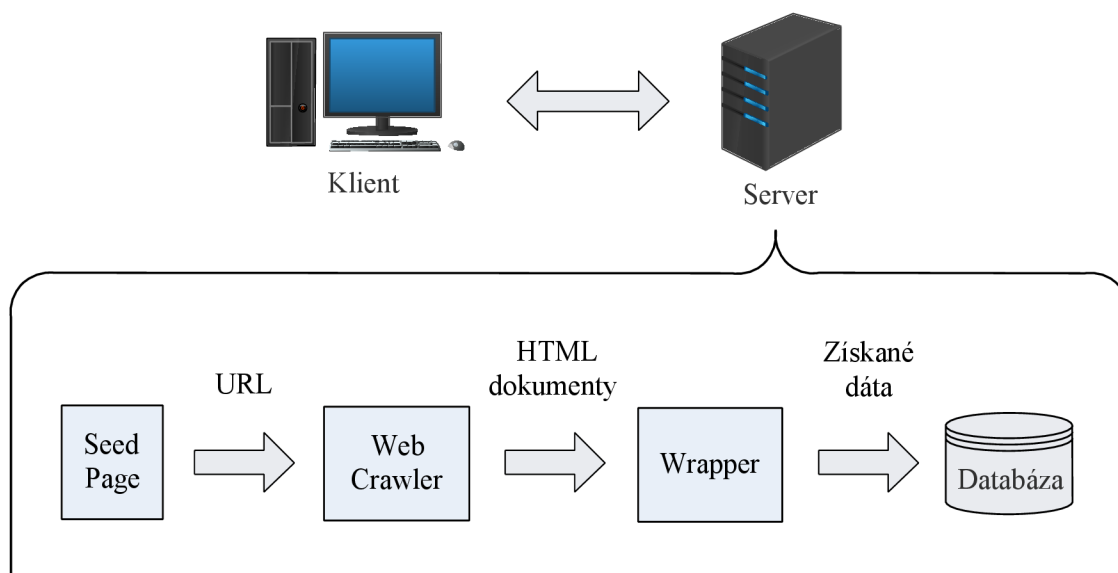 Klient
Server
URL
HTML
dokumenty
Získané
dáta
Seed
Page
Web
Crawler
Wrapper
Databáza